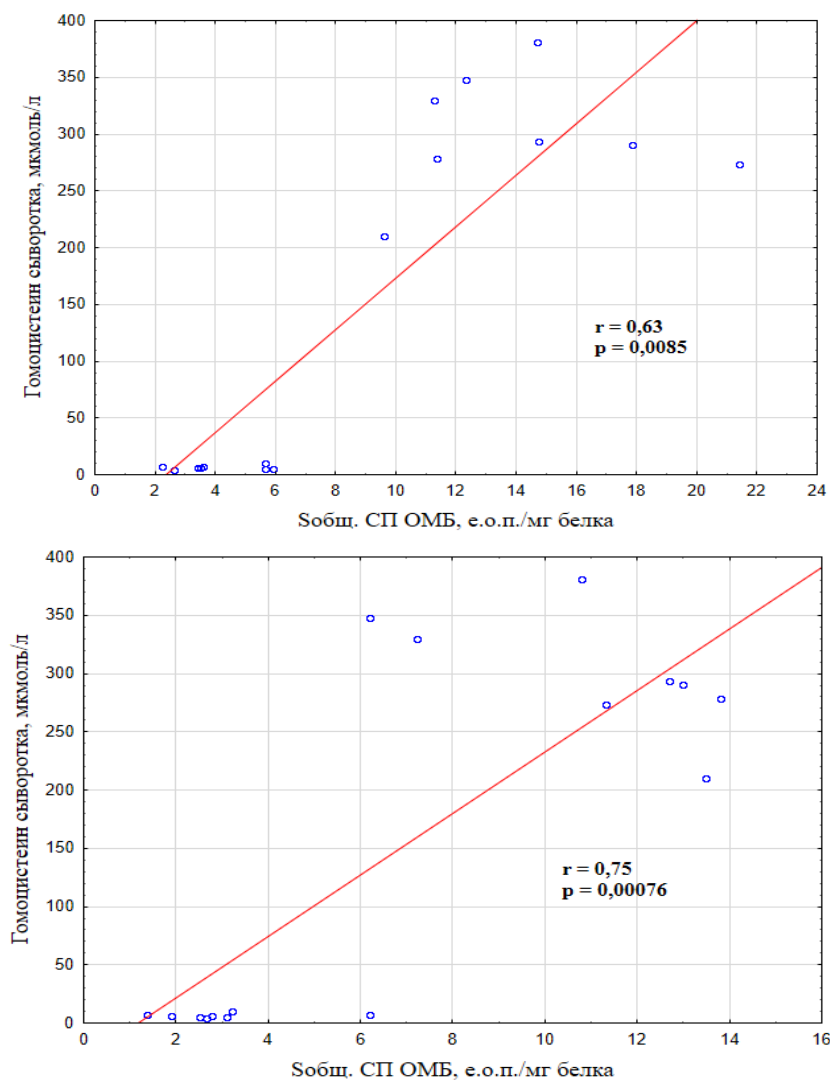 400
350
300
250
200
150
100
50
0
Гомоцистеин сыворотка, мкмоль/л
r = 0,63
p = 0,0085
0 2 4 6 8 10 12 14 16 18 20 22 24
Sобщ. СП ОМБ, е.о.п./мг белка
400
350
300
250
200
150
100
50
0
Гомоцистеин сыворотка, мкмоль/л
r = 0,75
p = 0,00076
0 2 4 6 8 10 12 14 16
Sобщ. СП ОМБ, е.о.п./мг белка